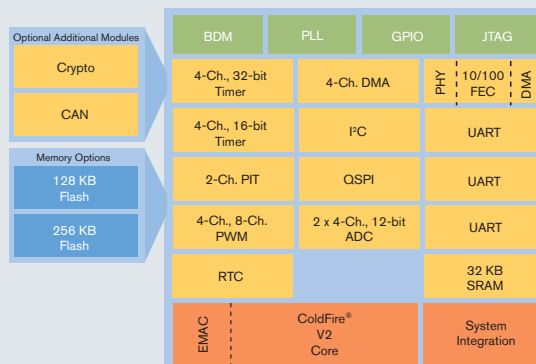 Optional Additional Modules
Crypto
CAN
Memory Options
128 KB
Flash
256 KB
Flash
BDM
PLL
GPIO
JTAG
4-Ch., 32-bit
Timer
4-Ch. DMA
PHY
10/100
FEC
DMA
4-Ch., 16-bit
Timer
I²C
UART
2-Ch. PIT
QSPI
UART
4-Ch., 8-Ch.
PWM
2 x 4-Ch., 12-bit
ADC
UART
RTC
32 KB
SRAM
EMAC
ColdFire®
V2
Core
System
Integration